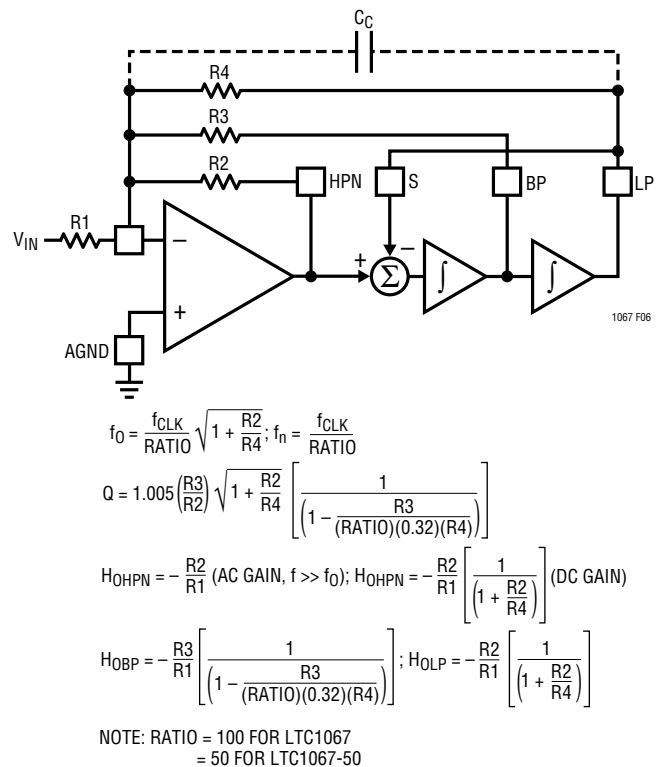 C_C
R4
R3
R2
HPN
S
BP
LP
R1
V_IN
−
+
+
−
Σ
∫
∫
AGND
1067 F06
f_O = f_CLK/RATIO √(1 + R2/R4); f_n = f_CLK/RATIO
Q = 1.005(R3/R2) √(1 + R2/R4) [1/(1 − R3/((RATIO)(0.32)(R4)))]
H_OHPN = − R2/R1 (AC GAIN, f >> f_O); H_OHPN = − R2/R1 [1/(1 + R2/R4)] (DC GAIN)
H_OBP = − R3/R1 [1/(1 − R3/((RATIO)(0.32)(R4)))]; H_OLP = − R2/R1 [1/(1 + R2/R4)]
NOTE: RATIO = 100 FOR LTC1067
= 50 FOR LTC1067-50